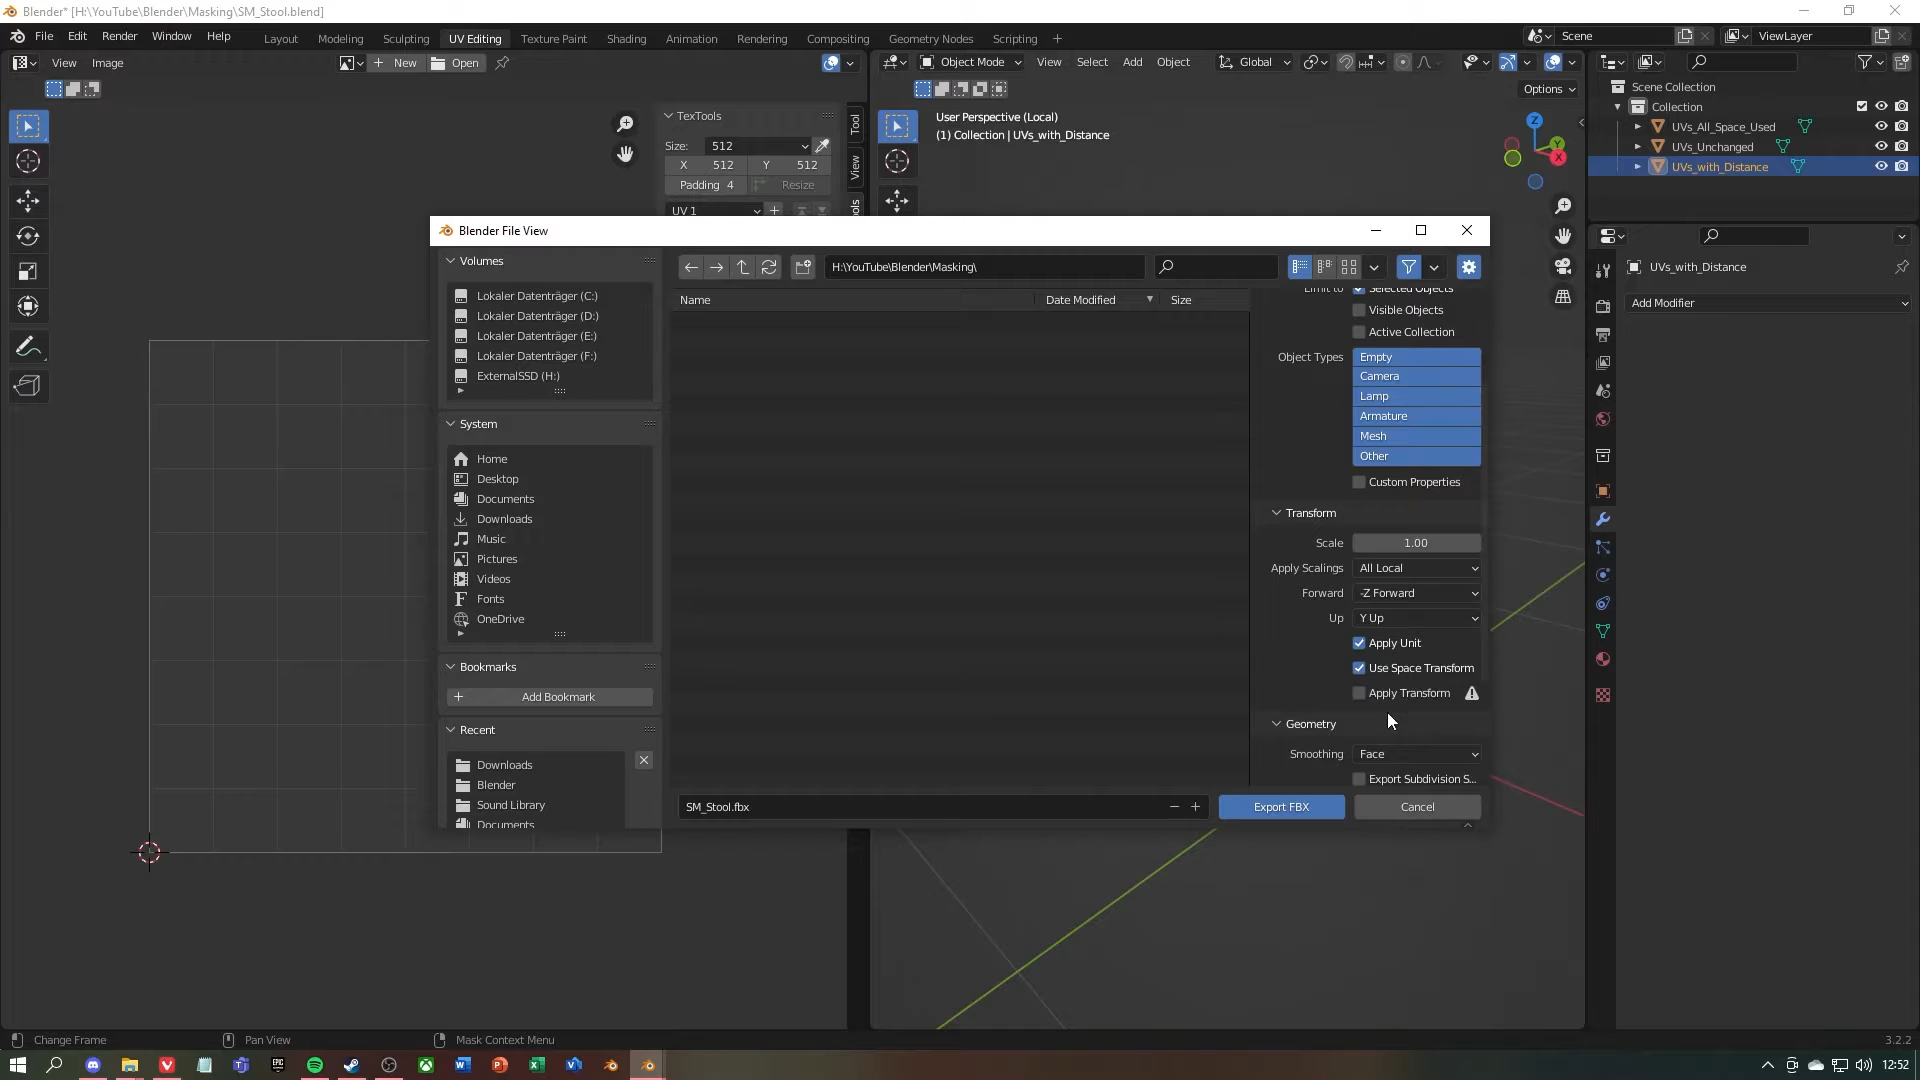 Blender* [H:\YouTube\Blender\Masking\SM_Stool.blend]
File Edit Render Window Help Layout Modeling Sculpting UV Editing Texture Paint Shading Animation Rendering Compositing Geometry Nodes Scripting + Scene ViewLayer
View Image New Open Object Mode View Select Add Object Global
Options
TexTools
Size: 512
X 512 Y 512
Padding 4 Resize
UV 1
Tool
View
User Perspective (Local)
(1) Collection | UVs_with_Distance
Z
Y
X
Scene Collection
Collection
UVs_All_Space_Used
UVs_Unchanged
UVs_with_Distance
UVs_with_Distance
Add Modifier
Blender File View
Volumes
Lokaler Datenträger (C:)
Lokaler Datenträger (D:)
Lokaler Datenträger (E:)
Lokaler Datenträger (F:)
ExternalSSD (H:)
System
Home
Desktop
Documents
Downloads
Music
Pictures
Videos
Fonts
OneDrive
Bookmarks
Add Bookmark
Recent
Downloads
Blender
Sound Library
Documents
H:\YouTube\Blender\Masking\
Name Date Modified Size
Limit to Selected Objects
Visible Objects
Active Collection
Object Types Empty
Camera
Lamp
Armature
Mesh
Other
Custom Properties
Transform
Scale 1.00
Apply Scalings All Local
Forward -Z Forward
Up Y Up
Apply Unit
Use Space Transform
Apply Transform
Geometry
Smoothing Face
Export Subdivision S...
SM_Stool.fbx Export FBX Cancel
Change Frame Pan View Mask Context Menu 3.2.2
12:52